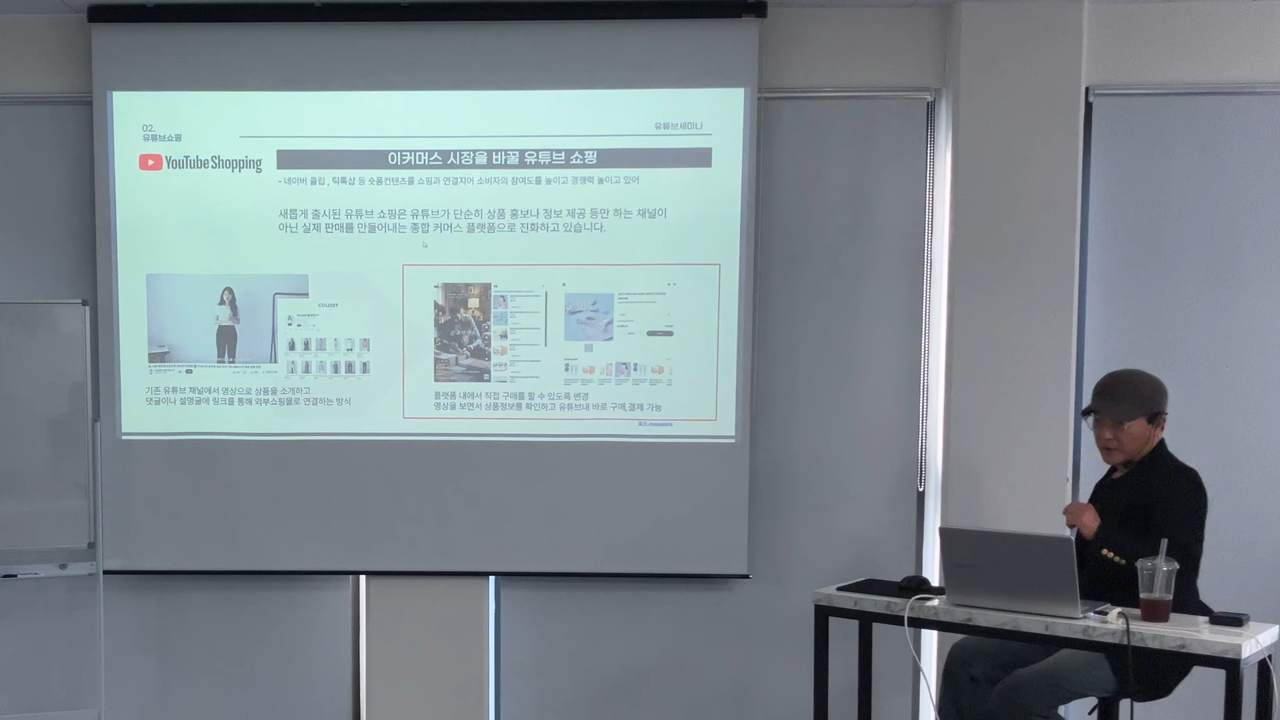 02.
유튜브쇼핑
유튜브세미나
YouTube Shopping
이커머스 시장을 바꿀 유튜브 쇼핑
- 네이버 클립 , 틱톡샵 등 숏폼컨텐츠를 쇼핑과 연결지어 소비자의 참여도를 높이고 경쟁력 높이고 있어
새롭게 출시된 유튜브 쇼핑은 유튜브가 단순히 상품 홍보나 정보 제공 등만 하는 채널이
아닌 실제 판매를 만들어내는 종합 커머스 플랫폼으로 진화하고 있습니다.
기존 유튜브 채널에서 영상으로 상품을 소개하고
댓글이나 설명글에 링크를 통해 외부쇼핑몰로 연결하는 방식
플랫폼 내에서 직접 구매를 할 수 있도록 변경
영상을 보면서 상품정보를 확인하고 유튜브내 바로 구매,결제 가능